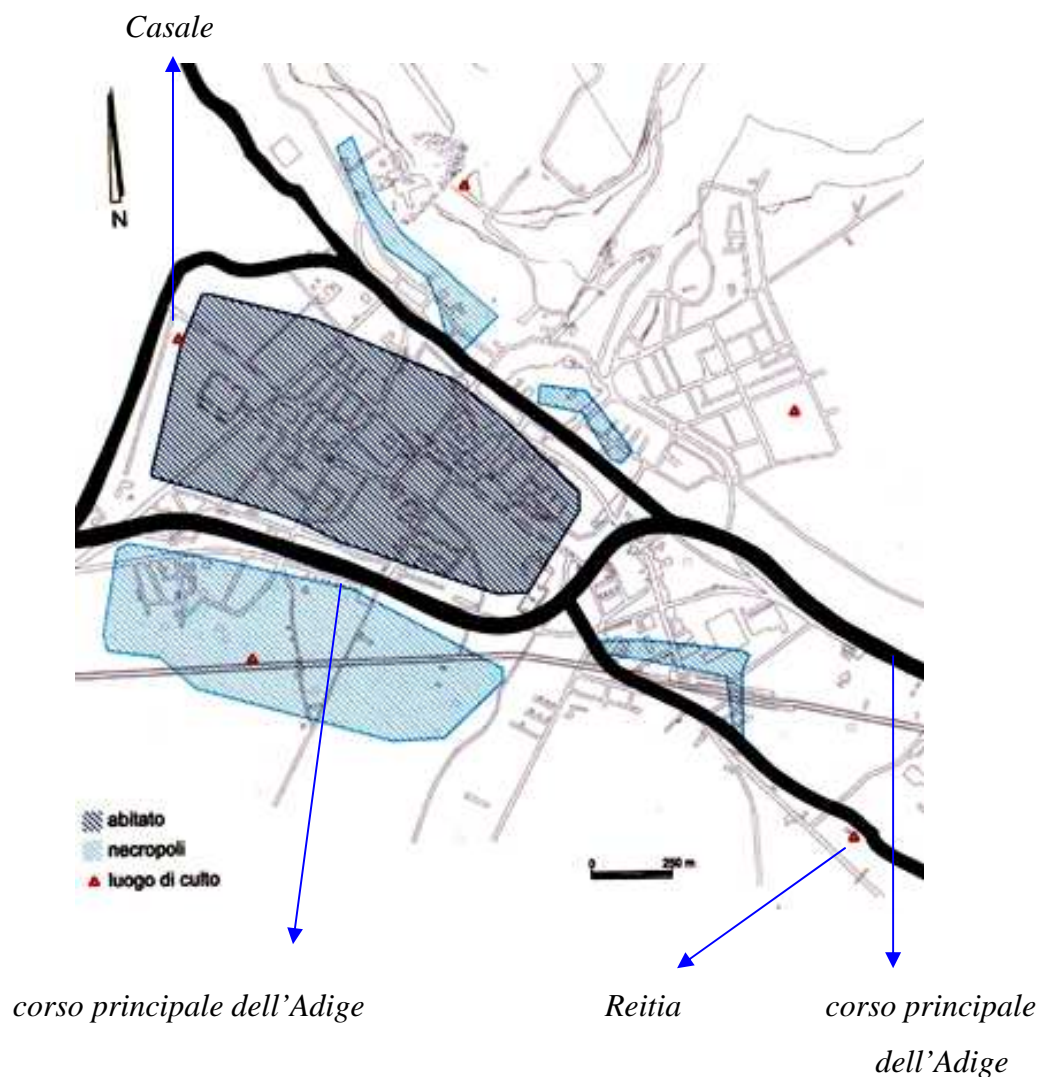 Casale
N
abitato
necropoli
luogo di culto
0 250 m
corso principale dell’Adige
Reitia
corso principale
dell’Adige